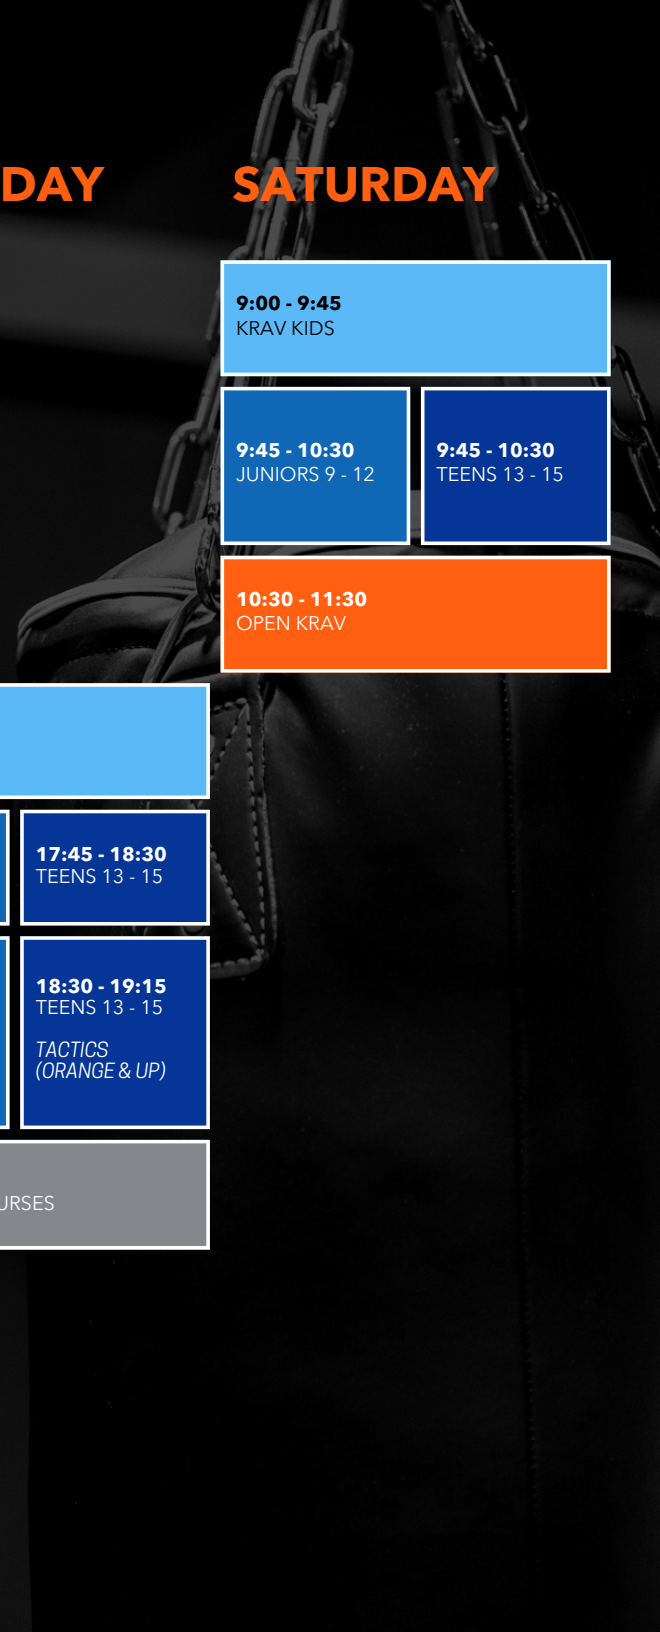 DAY
SATURDAY
9:00 - 9:45
KRAV KIDS
9:45 - 10:30
JUNIORS 9 - 12
9:45 - 10:30
TEENS 13 - 15
10:30 - 11:30
OPEN KRAV
17:45 - 18:30
TEENS 13 - 15
18:30 - 19:15
TEENS 13 - 15
TACTICS
(ORANGE & UP)
URSES